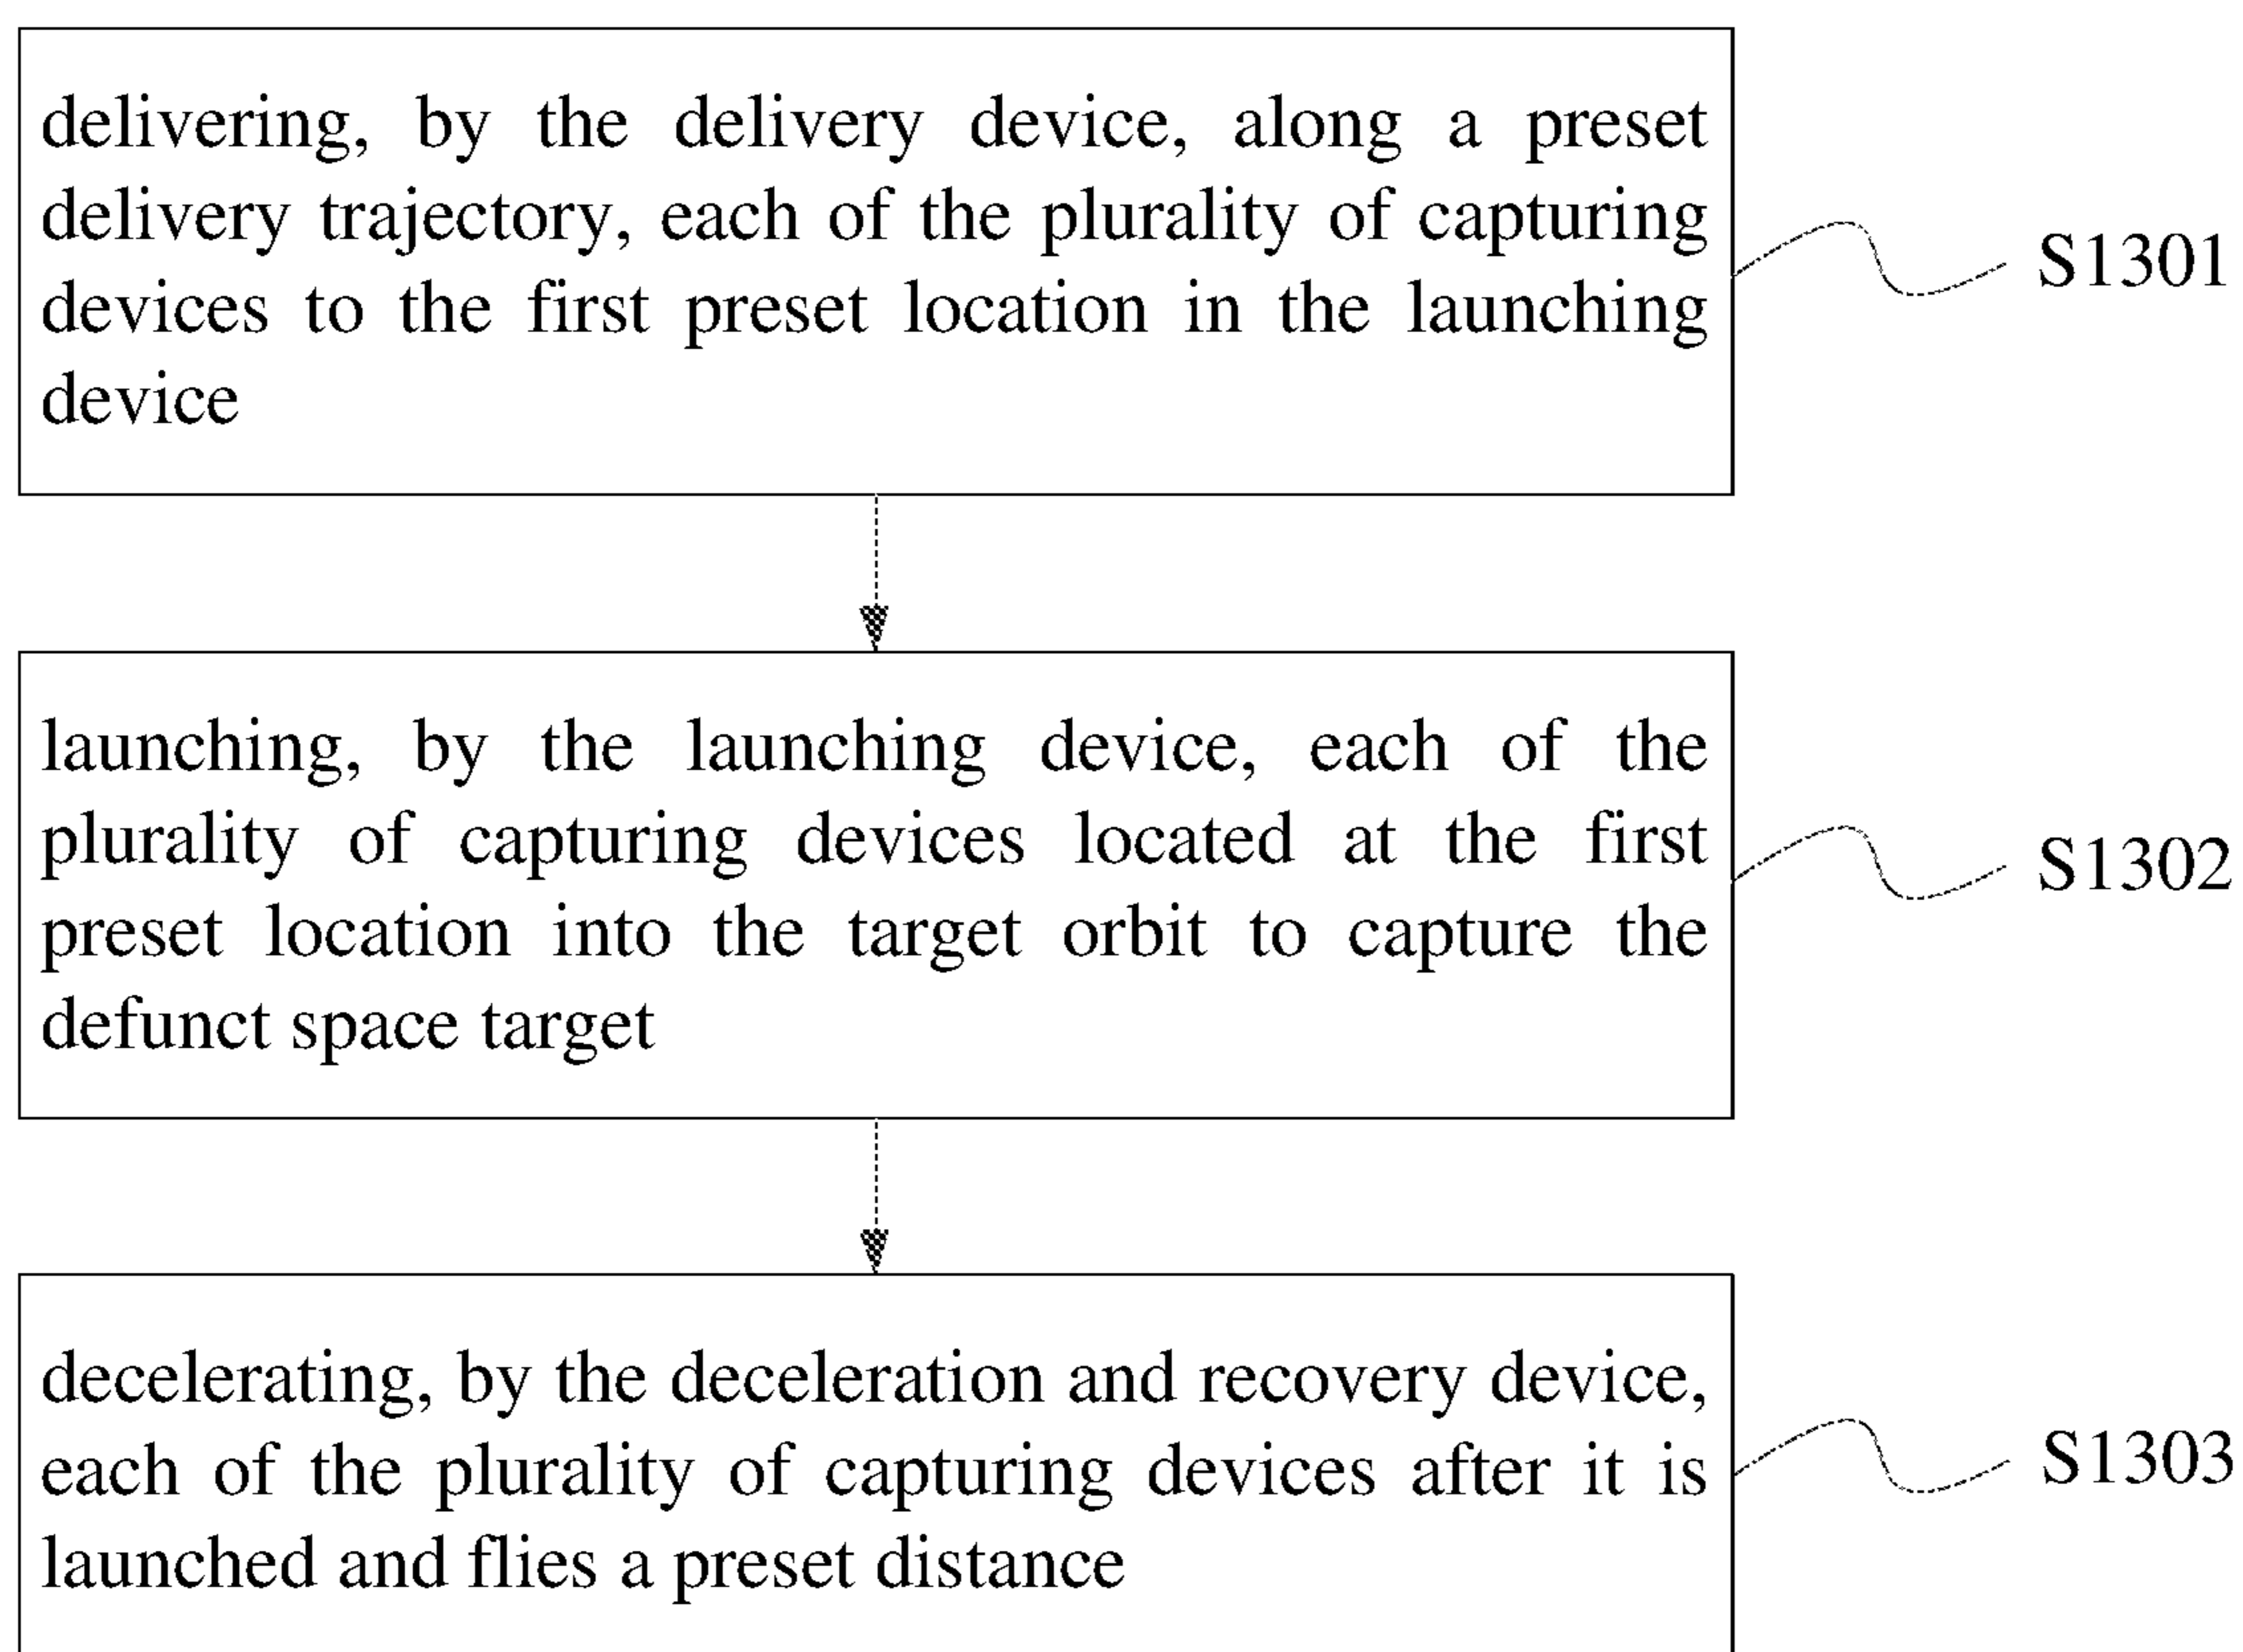 delivering, by the delivery device, along a preset
delivery trajectory, each of the plurality of capturing
devices to the first preset location in the launching
device
S1301
launching, by the launching device, each of the
plurality of capturing devices located at the first
preset location into the target orbit to capture the
defunct space target
S1302
decelerating, by the deceleration and recovery device,
each of the plurality of capturing devices after it is
launched and flies a preset distance
S1303